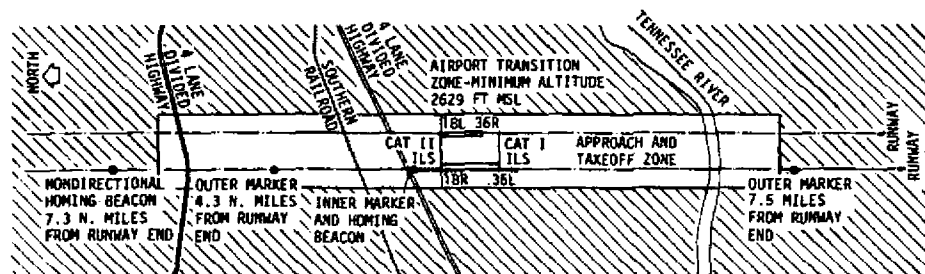 NORTH
4 LANE
DIVIDED
HIGHWAY
SOUTHERN
RAILROAD
4 LANE
DIVIDED
HIGHWAY
AIRPORT TRANSITION
ZONE-MINIMUM ALTITUDE
2629 FT MSL
TENNESSEE RIVER
18L 36R
CAT II
ILS
CAT I
ILS
APPROACH AND
TAKEOFF ZONE
RUNWAY
RUNWAY
18R 36L
NONDIRECTIONAL
HOMING BEACON
7.3 N. MILES
FROM RUNWAY END
OUTER MARKER
4.3 N. MILES
FROM RUNWAY
END
INNER MARKER
AND HOMING
BEACON
OUTER MARKER
7.5 MILES
FROM RUNWAY
END